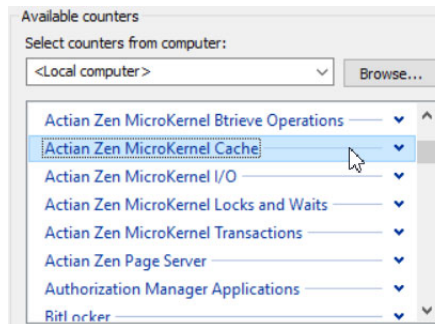 Available counters
Select counters from computer:
<Local computer>
Browse...
Actian Zen MicroKernel Btrieve Operations
Actian Zen MicroKernel Cache
Actian Zen MicroKernel I/O
Actian Zen MicroKernel Locks and Waits
Actian Zen MicroKernel Transactions
Actian Zen Page Server
Authorization Manager Applications
BitLocker